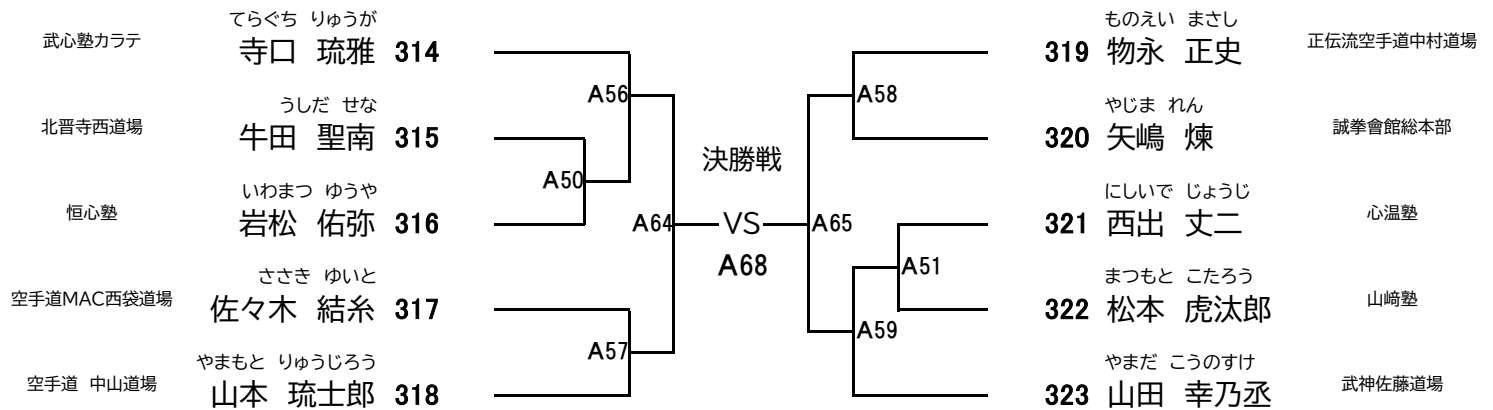 てらぐち りゅうが
武心塾カラテ 寺口 琉雅 314
うしだ せな
北晋寺西道場 牛田 聖南 315
いわまつ ゆうや
恒心塾 岩松 佑弥 316
ささき ゆいと
空手道MAC西袋道場 佐々木 結糸 317
やまもと りゅうじろう
空手道 中山道場 山本 琉士郎 318
A56
A50
A64
A57
決勝戦
VS
A68
A58
A65
A51
A59
ものえい まさし
319 物永 正史 正伝流空手道中村道場
やじま れん
320 矢嶋 煉 誠拳會館総本部
にしいで じょうじ
321 西出 丈二 心温塾
まつもと こたろう
322 松本 虎汰郎 山﨑塾
やまだ こうのすけ
323 山田 幸乃丞 武神佐藤道場